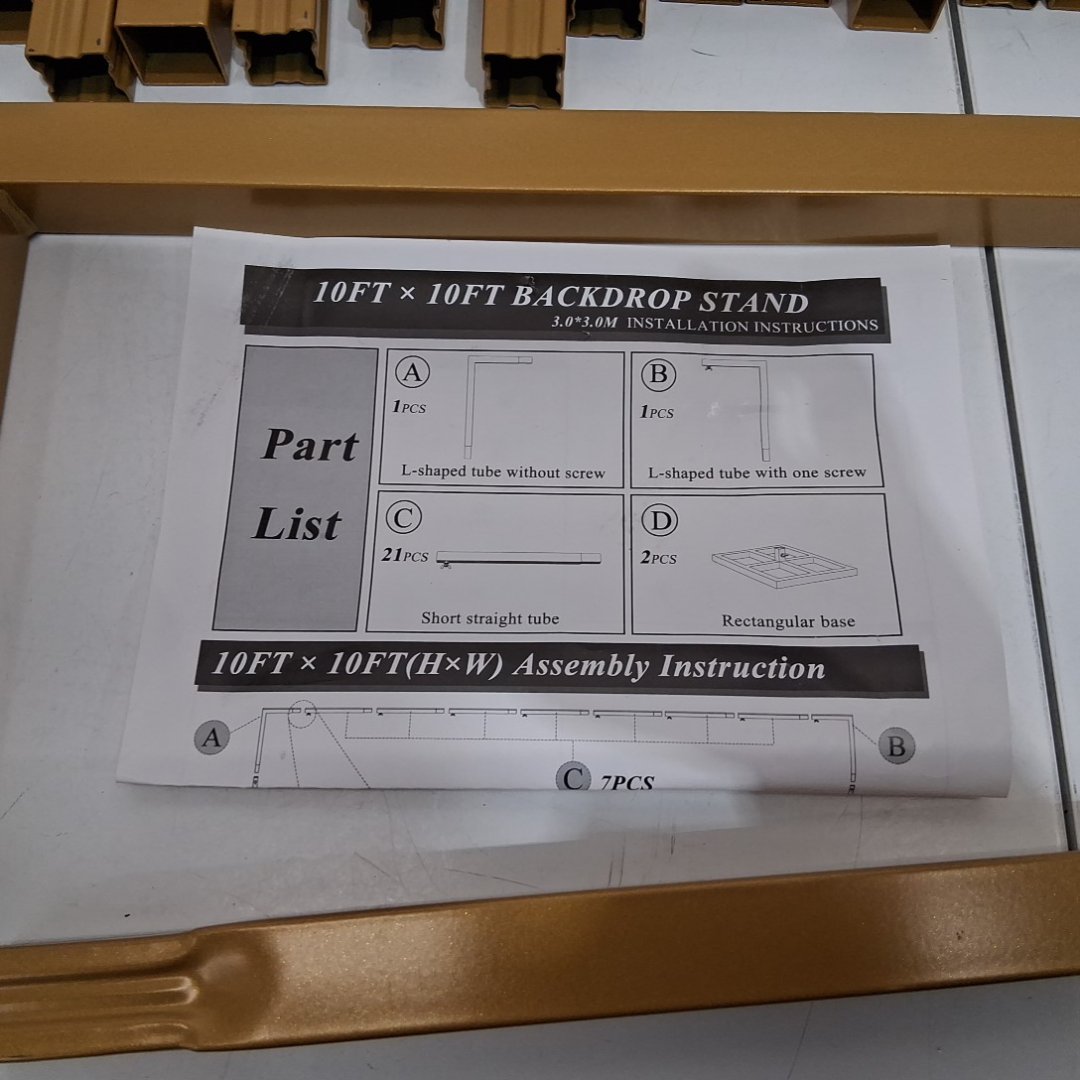 10FT × 10FT BACKDROP STAND
3.0*3.0M INSTALLATION INSTRUCTIONS
Part
List
A
1PCS
L-shaped tube without screw
B
1PCS
L-shaped tube with one screw
C
21PCS
Short straight tube
D
2PCS
Rectangular base
10FT × 10FT(H×W) Assembly Instruction
A
B
C 7PCS